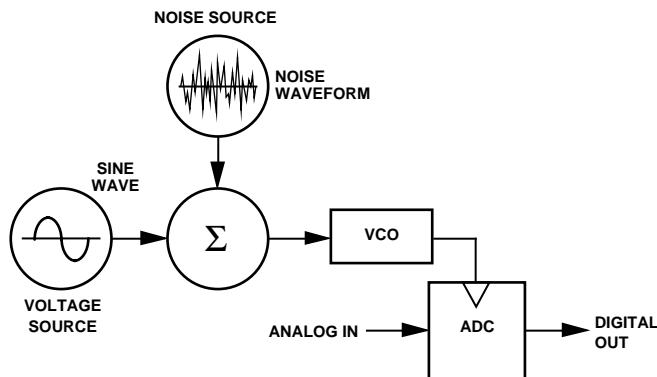 NOISE SOURCE
NOISE
WAVEFORM
SINE
WAVE
Σ
VCO
VOLTAGE
SOURCE
ANALOG IN
ADC
DIGITAL
OUT